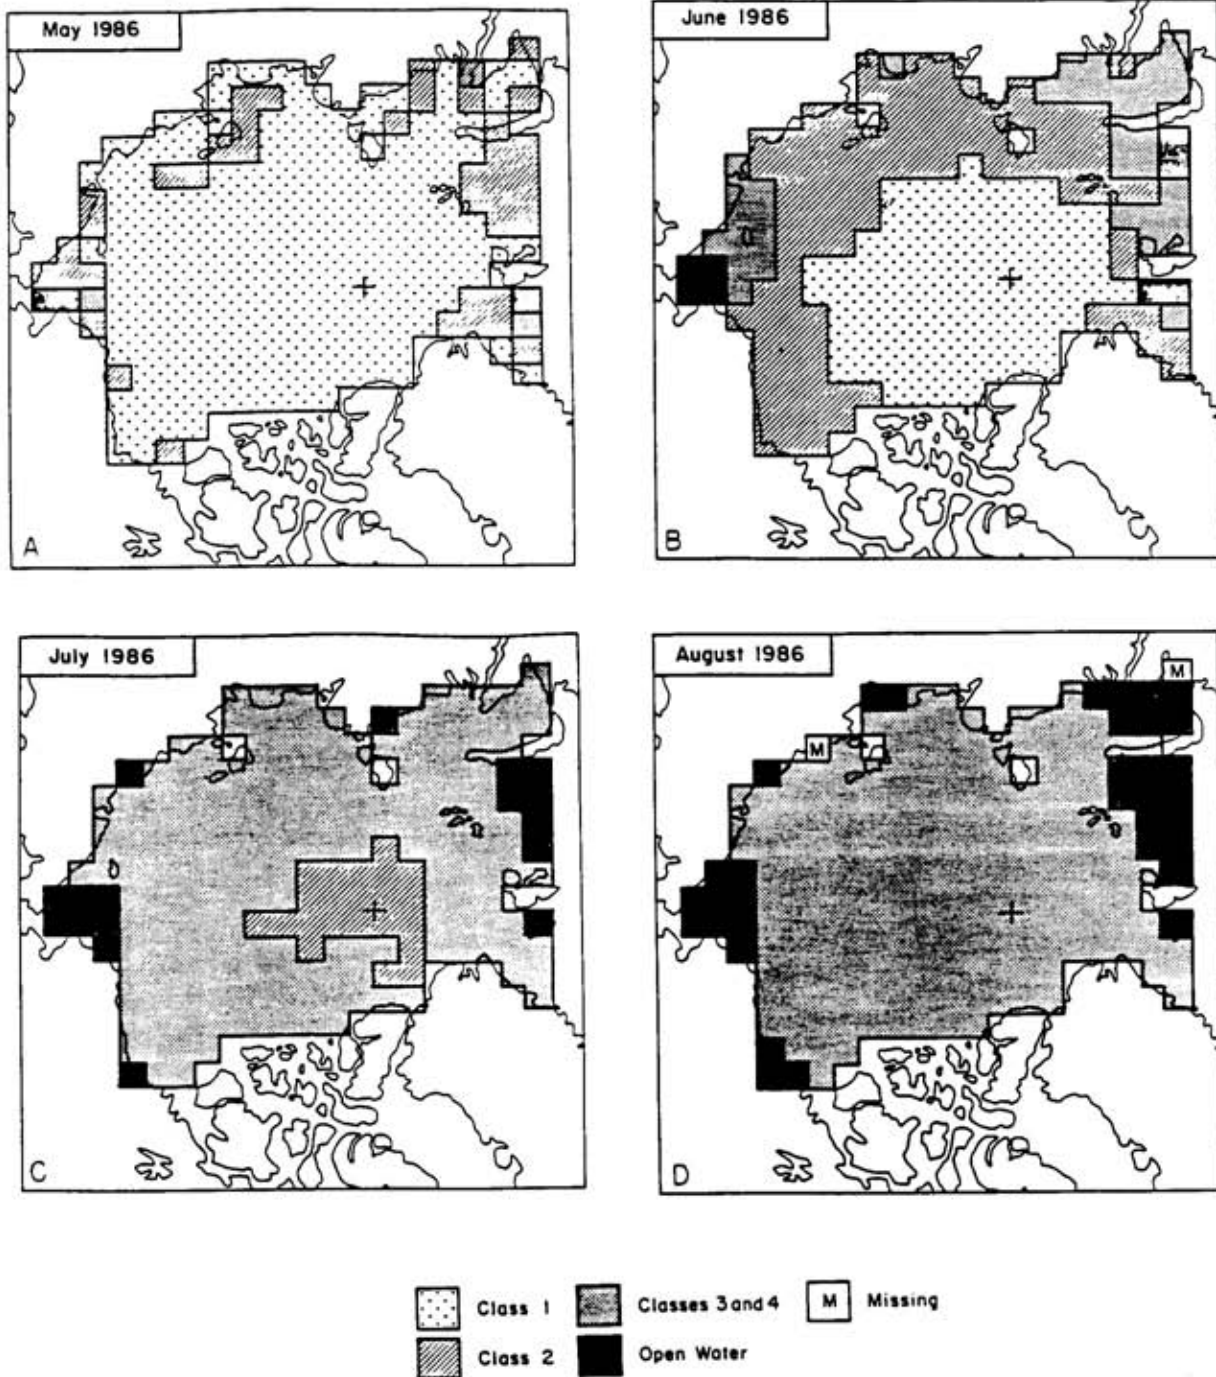 May 1986
A
June 1986
B
July 1986
C
August 1986
M
M
D
Class 1
Classes 3 and 4
M Missing
Class 2
Open Water